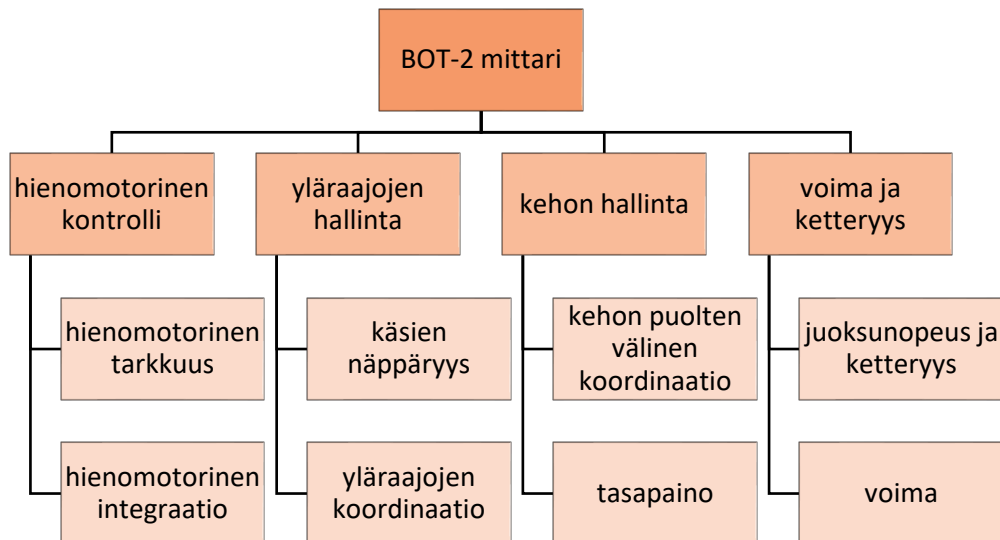 BOT-2 mittari
hienomotorinen
kontrolli
yläraajojen
hallinta
kehon hallinta
voima ja
ketteryys
hienomotorinen
tarkkuus
käsien
näppäryys
kehon puolten
välinen
koordinaatio
juoksunopeus ja
ketteryys
hienomotorinen
integraatio
yläraajojen
koordinaatio
tasapaino
voima